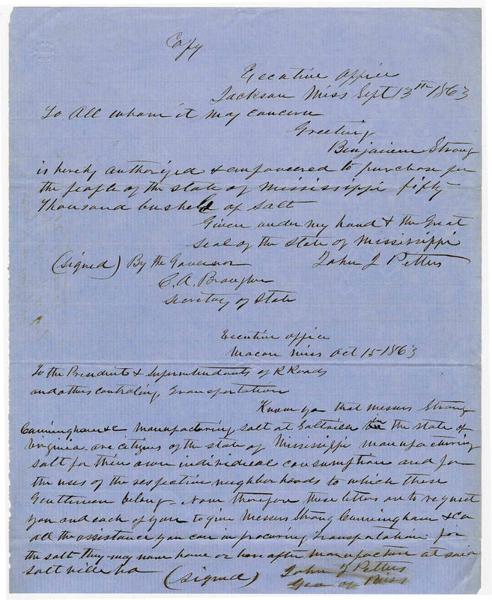 Copy
Execative Office
Jackson Miss Sept 13th 1863
To All whom it May Concern
Greeting
Benjamin Strong
is hereby authorized & empowered to purchase for
the people of the state of Mississippi fifty
thousand bushels of salt
Given under my hand & the Great
seal of the state of Mississippi
(Signed) By the Governor John J Pettus
C. A. Brougher
Secretary of State
Executive office
Macon Miss Oct 15 1863
To the Presidents & Superintendants of R Roads
and others Controling Transportation
Know ye that messrs Strong
Cunningham & Co manufacturing salt at Saltville in the state of
Virginia are citizens of the state of Mississippi manufacturing
salt for their own individual consumption and for
the uses of the respective neighborhoods to which those
Gentlemen belong. Now therefore these letters are to request
you and each of you to give Messrs Strong Cunningham & Co
all the assistance you can in procuring Transportation for
the salt they may now have or hereafter manufacture at said
Saltville Va (Signed) John J Pettus
Gov of Miss